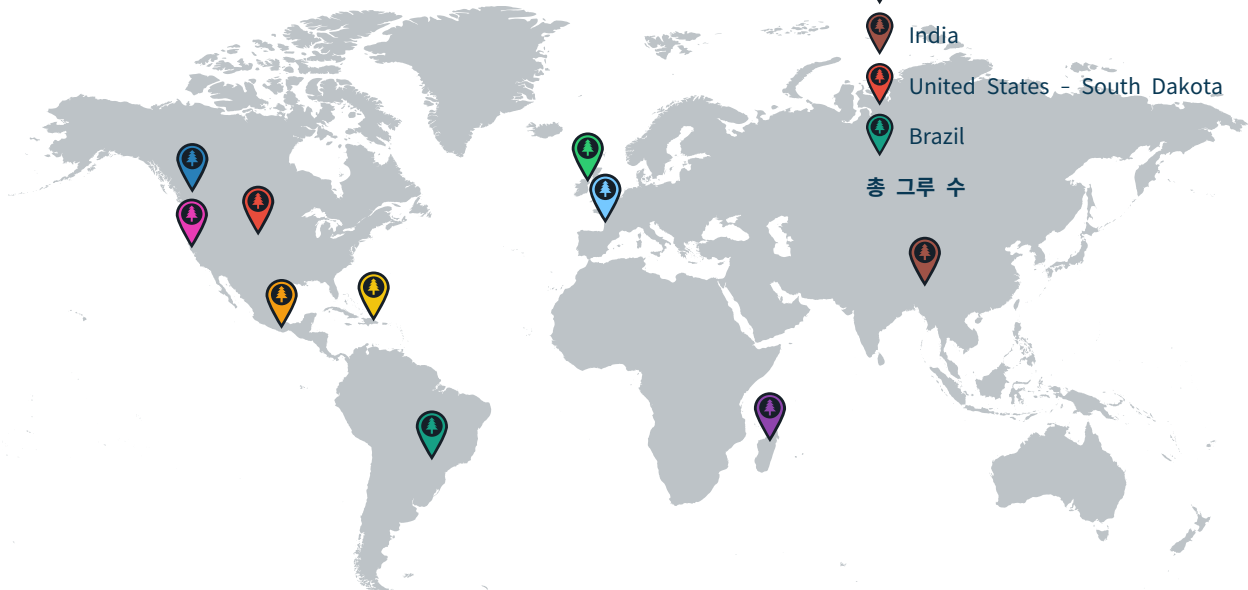 India
United States – South Dakota
Brazil
총 그루 수